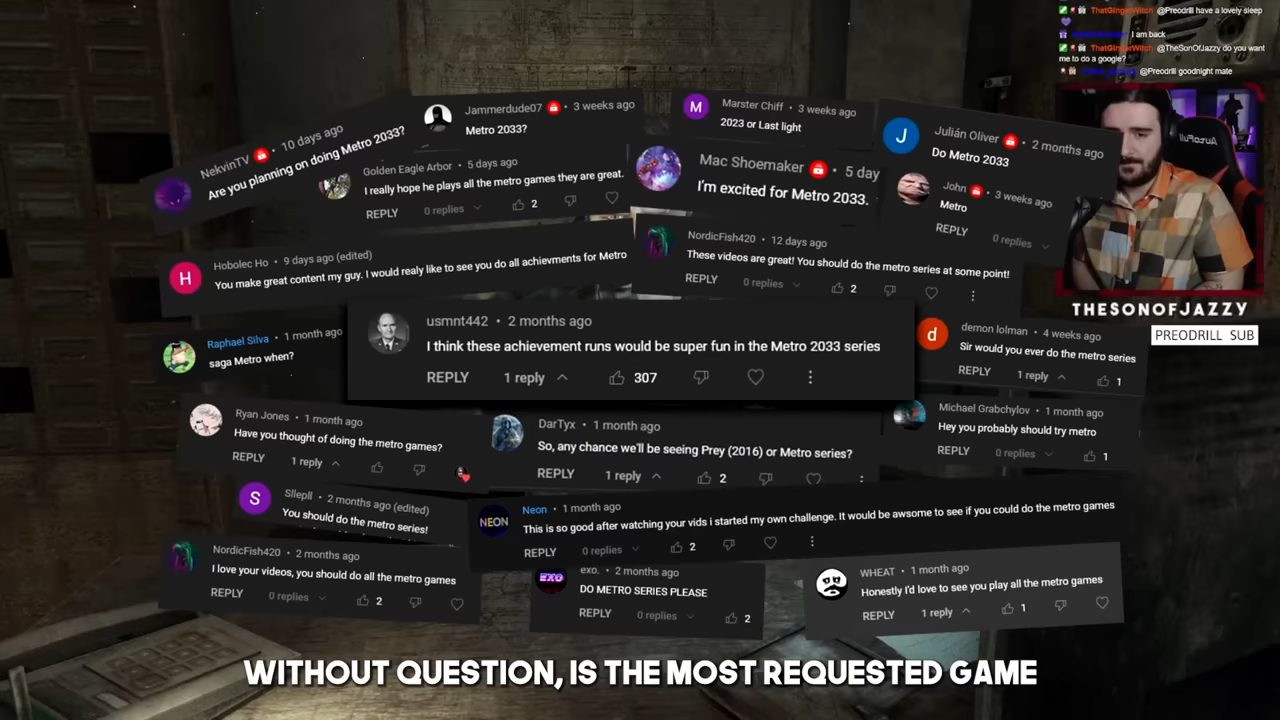 ThatGingerWitch @Preodrill have a lovely sleep
I am back
ThatGingerWitch @TheSonOfJazzy do you want
me to do a googie?
@Preodrill goodnight mate
NekvinTV • 10 days ago
Are you planning on doing Metro 2033?
Jammerdude07 • 3 weeks ago
Metro 2033?
Golden Eagle Arbor • 5 days ago
I really hope he plays all the metro games they are great.
REPLY 0 replies 2
M
Marster Chiff • 3 weeks ago
2023 or Last light
Mac Shoemaker • 5 day
I'm excited for Metro 2033.
J
Julián Oliver • 2 months ago
Do Metro 2033
John • 3 weeks ago
Metro
REPLY 0 replies
H
Hobolec Ho • 9 days ago (edited)
You make great content my guy. I would realy like to see you do all achievments for Metro
NordicFish420 • 12 days ago
These videos are great! You should do the metro series at some point!
REPLY 0 replies 2
THESONOFJAZZY
PREODRILL SUB
Raphael Silva • 1 month ago
saga Metro when?
usmnt442 • 2 months ago
I think these achievement runs would be super fun in the Metro 2033 series
REPLY 1 reply 307
d
demon lolman • 4 weeks ago
Sir would you ever do the metro series
REPLY 1 reply 1
Ryan Jones • 1 month ago
Have you thought of doing the metro games?
REPLY 1 reply
DarTyx • 1 month ago
So, any chance we'll be seeing Prey (2016) or Metro series?
REPLY 1 reply 2
Michael Grabchylov • 1 month ago
Hey you probably should try metro
REPLY 0 replies 1
S
Sllepll • 2 months ago (edited)
You should do the metro series!
NEON
Neon • 1 month ago
This is so good after watching your vids i started my own challenge. It would be awsome to see if you could do the metro games
REPLY 0 replies 2
NordicFish420 • 2 months ago
I love your videos, you should do all the metro games
REPLY 0 replies 2
EXO
exo. • 2 months ago
DO METRO SERIES PLEASE
REPLY 0 replies 2
WHEAT • 1 month ago
Honestly I'd love to see you play all the metro games
REPLY 1 reply 1
WITHOUT QUESTION, IS THE MOST REQUESTED GAME